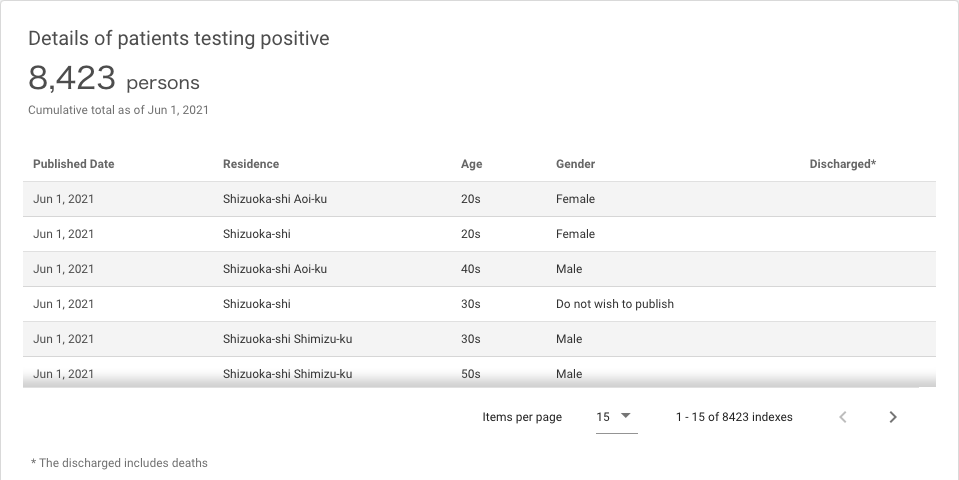 Details of patients testing positive
8,423 persons
Cumulative total as of Jun 1, 2021
Published Date Residence Age Gender Discharged*
Jun 1, 2021 Shizuoka-shi Aoi-ku 20s Female
Jun 1, 2021 Shizuoka-shi 20s Female
Jun 1, 2021 Shizuoka-shi Aoi-ku 40s Male
Jun 1, 2021 Shizuoka-shi 30s Do not wish to publish
Jun 1, 2021 Shizuoka-shi Shimizu-ku 30s Male
Jun 1, 2021 Shizuoka-shi Shimizu-ku 50s Male
Items per page 15 1 - 15 of 8423 indexes
* The discharged includes deaths